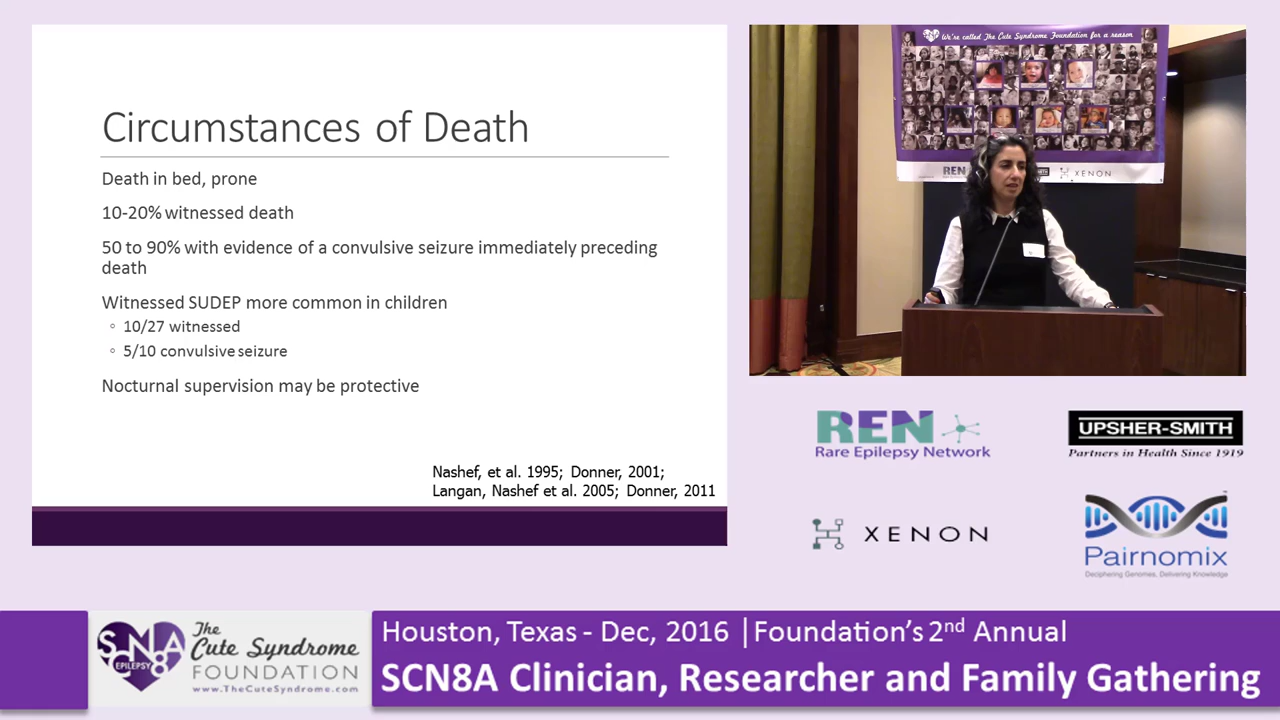 Circumstances of Death
Death in bed, prone
10-20% witnessed death
50 to 90% with evidence of a convulsive seizure immediately preceding
death
Witnessed SUDEP more common in children
◦ 10/27 witnessed
◦ 5/10 convulsive seizure
Nocturnal supervision may be protective
Nashef, et al. 1995; Donner, 2001;
Langan, Nashef et al. 2005; Donner, 2011
We're called The Cute Syndrome Foundation for a reason
REN
XENON
REN
Rare Epilepsy Network
UPSHER-SMITH
Partners in Health Since 1919
XENON
Pairnomix
Deciphering Genomes, Delivering Knowledge
SCN8A
EPILEPSY
The
Cute Syndrome
FOUNDATION
www.TheCuteSyndrome.com
Houston, Texas - Dec, 2016 | Foundation's 2nd Annual
SCN8A Clinician, Researcher and Family Gathering